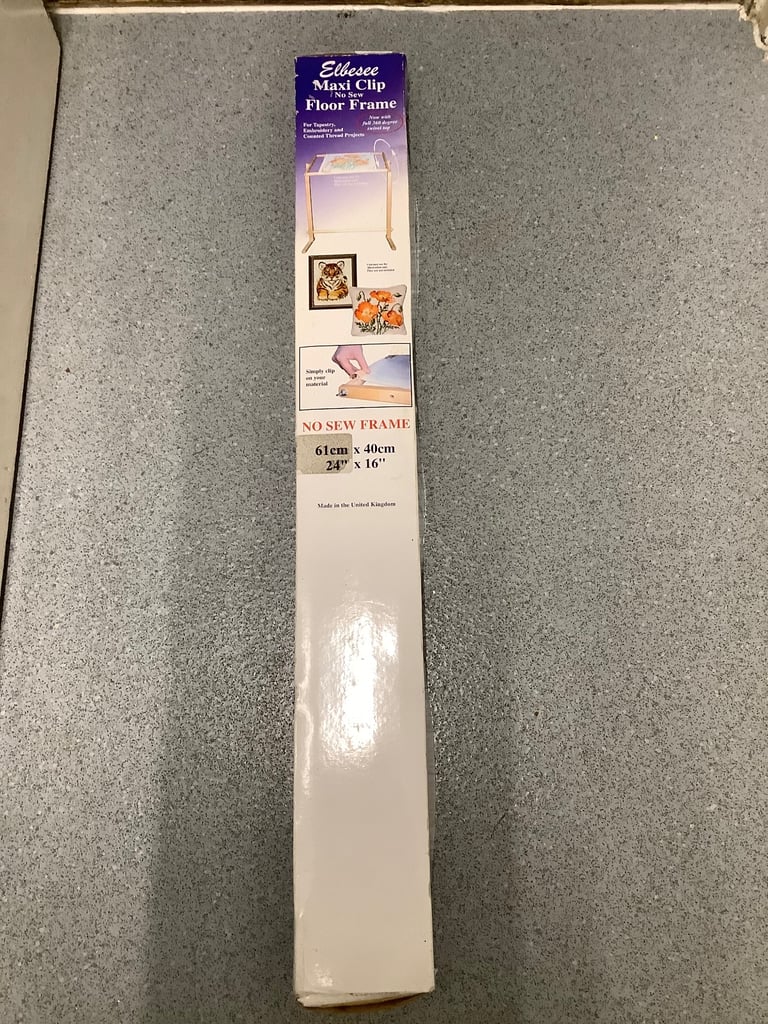 Elbesee
Maxi Clip
No Sew
Floor Frame
Now with
full 360 degree
swivel top
For Tapestry,
Embroidery and
Counted Thread Projects
Simply clip
on your
material
NO SEW FRAME
61cm x 40cm
24" x 16"
Made in the United Kingdom